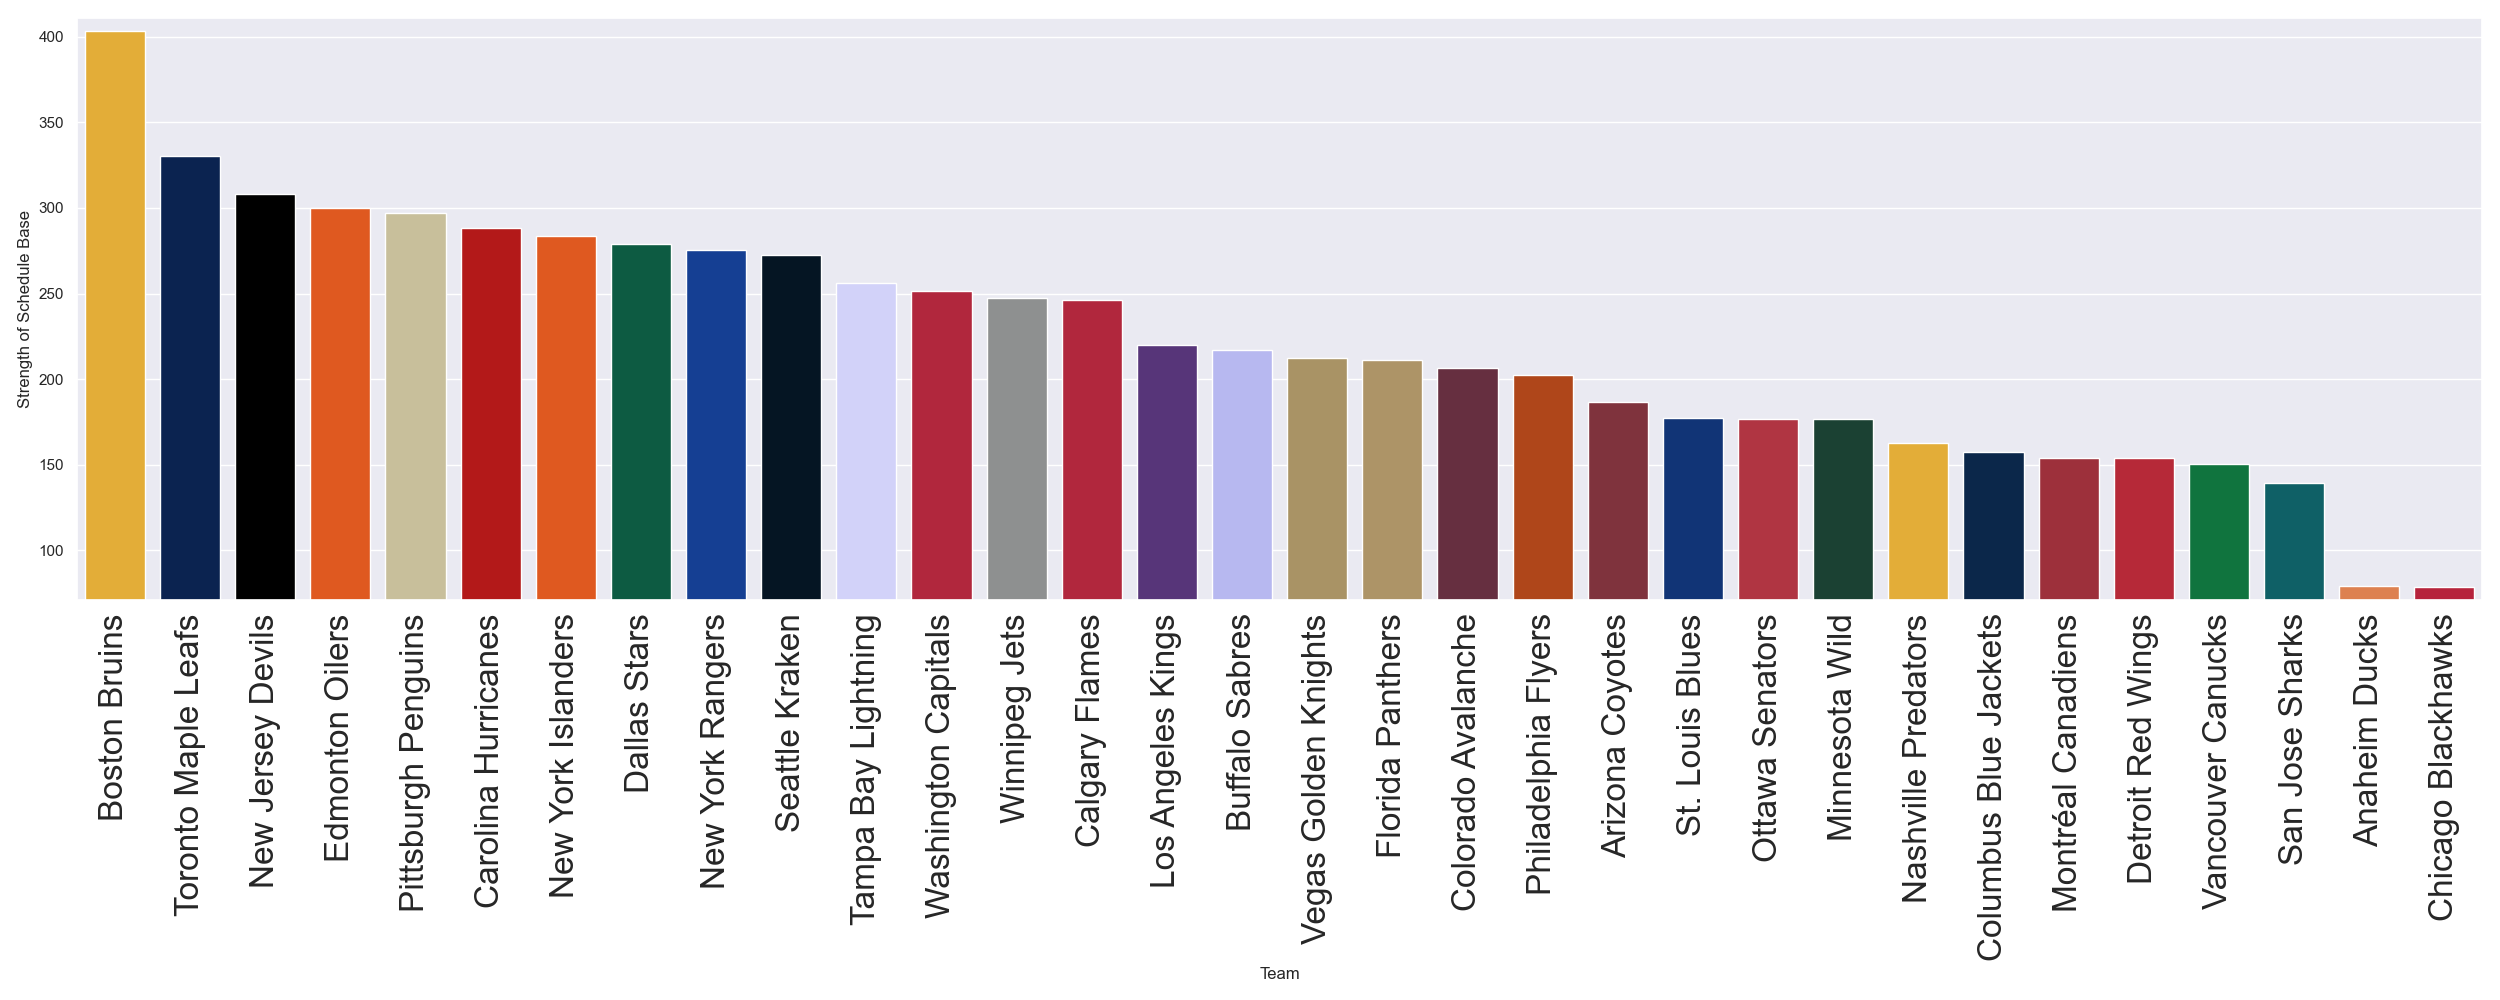 400
350
300
250
200
150
100
Strength of Schedule Base
Boston Bruins
Toronto Maple Leafs
New Jersey Devils
Edmonton Oilers
Pittsburgh Penguins
Carolina Hurricanes
New York Islanders
Dallas Stars
New York Rangers
Seattle Kraken
Tampa Bay Lightning
Washington Capitals
Winnipeg Jets
Calgary Flames
Los Angeles Kings
Buffalo Sabres
Vegas Golden Knights
Florida Panthers
Colorado Avalanche
Philadelphia Flyers
Arizona Coyotes
St. Louis Blues
Ottawa Senators
Minnesota Wild
Nashville Predators
Columbus Blue Jackets
Montréal Canadiens
Detroit Red Wings
Vancouver Canucks
San Jose Sharks
Anaheim Ducks
Chicago Blackhawks
Team